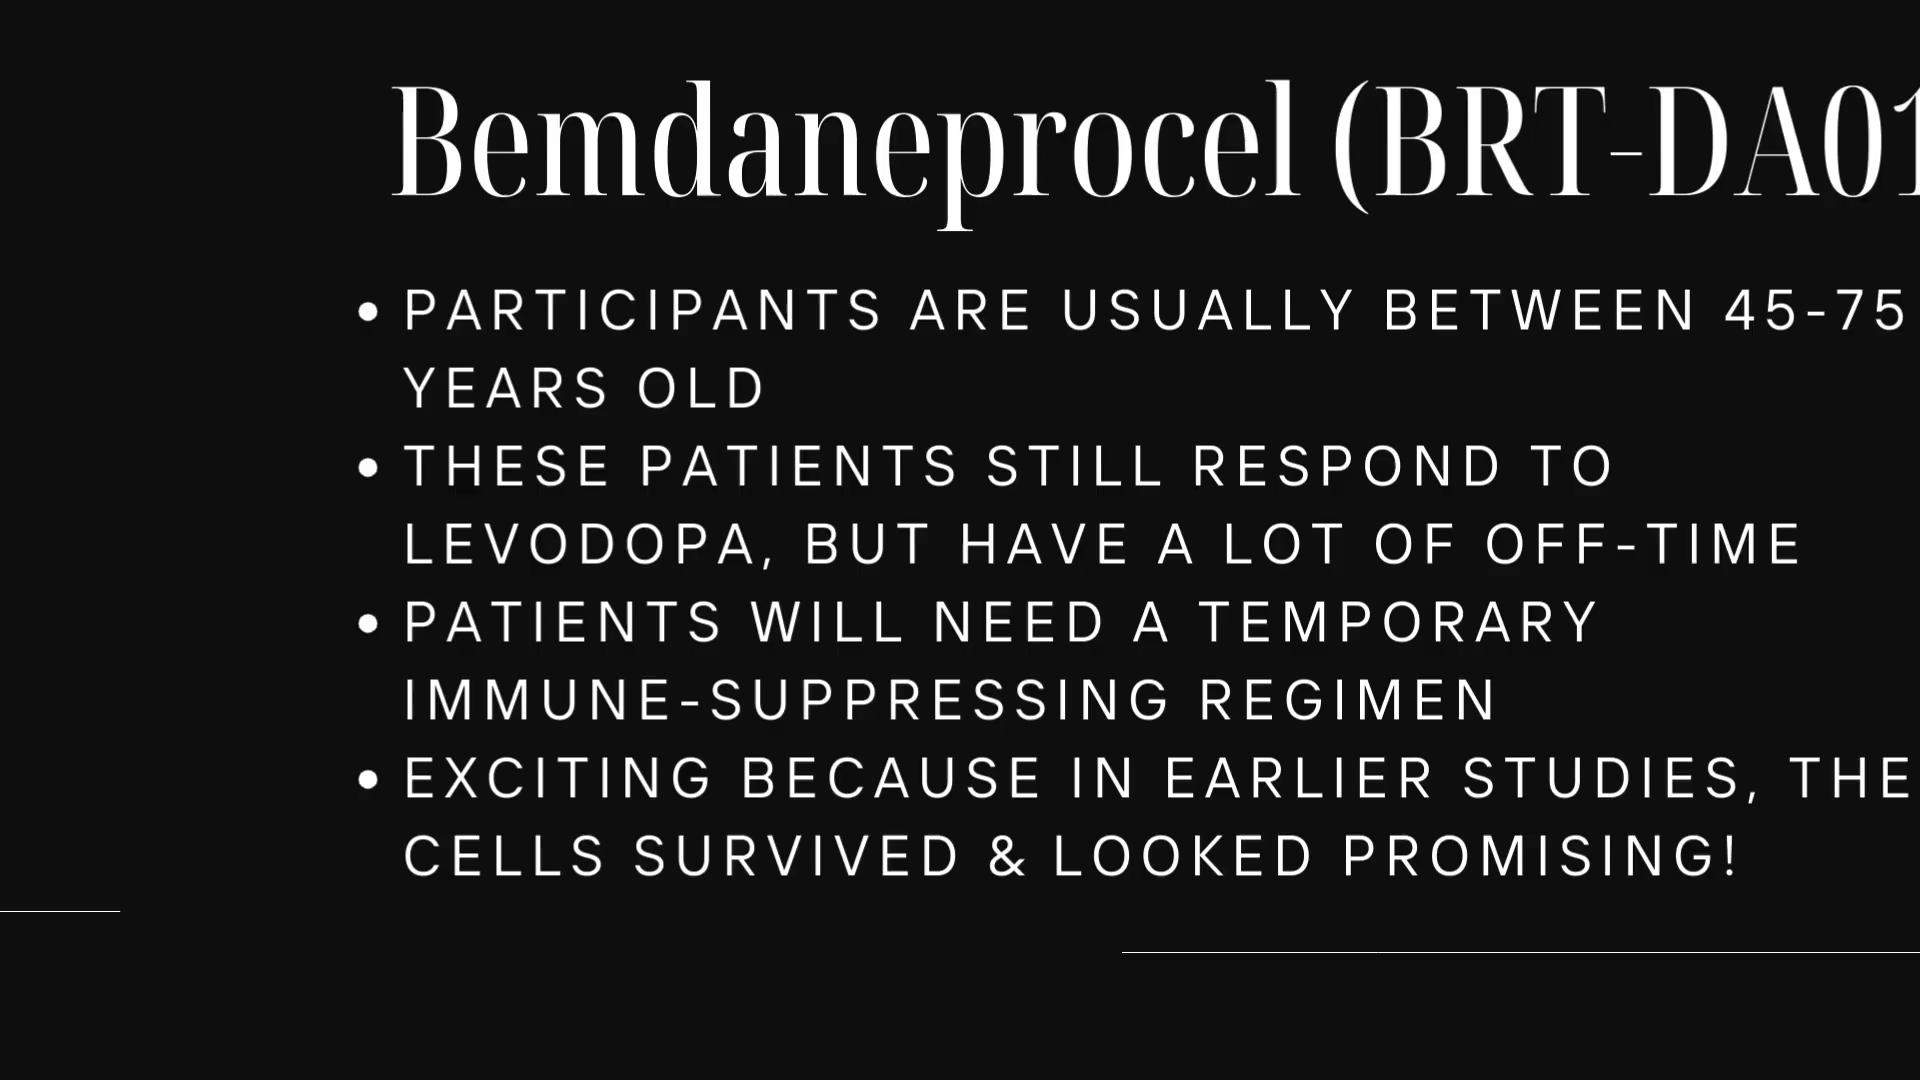 Bemdaneprocel (BRT-DA01
• PARTICIPANTS ARE USUALLY BETWEEN 45-75
YEARS OLD
• THESE PATIENTS STILL RESPOND TO
LEVODOPA, BUT HAVE A LOT OF OFF-TIME
• PATIENTS WILL NEED A TEMPORARY
IMMUNE-SUPPRESSING REGIMEN
• EXCITING BECAUSE IN EARLIER STUDIES, THE
CELLS SURVIVED & LOOKED PROMISING!